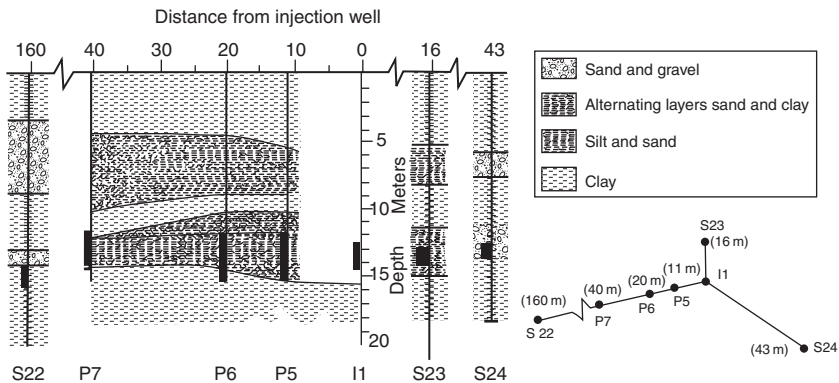 Distance from injection well
160 40 30 20 10 0 16 43
5
10
15
20
Meters
Depth
S22 P7 P6 P5 I1 S23 S24
Sand and gravel
Alternating layers sand and clay
Silt and sand
Clay
S23
(16 m)
(11 m) I1
(20 m)
(40 m)
(160 m)
P5
P6
P7
S 22
(43 m) S24